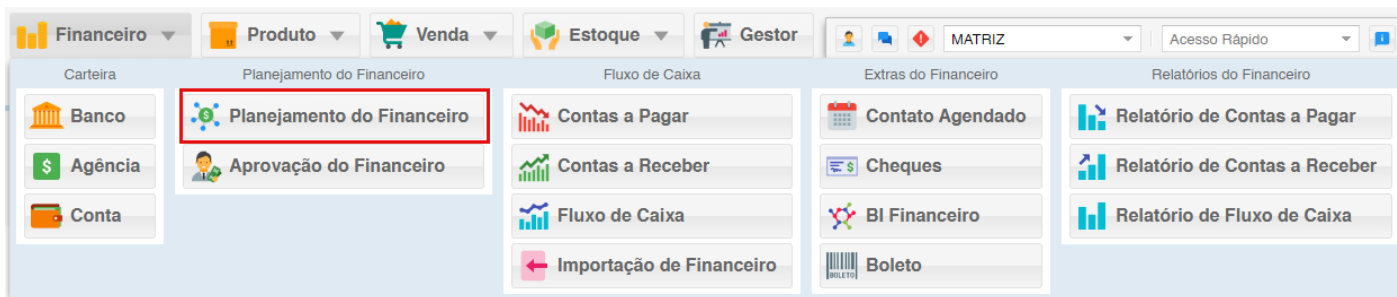 Financeiro
Produto
Venda
Estoque
Gestor
MATRIZ
Acesso Rápido
Carteira
Planejamento do Financeiro
Fluxo de Caixa
Extras do Financeiro
Relatórios do Financeiro
Banco
Planejamento do Financeiro
Contas a Pagar
Contato Agendado
Relatório de Contas a Pagar
Agência
Aprovação do Financeiro
Contas a Receber
Cheques
Relatório de Contas a Receber
Conta
Fluxo de Caixa
BI Financeiro
Relatório de Fluxo de Caixa
Importação de Financeiro
BOLETO
Boleto